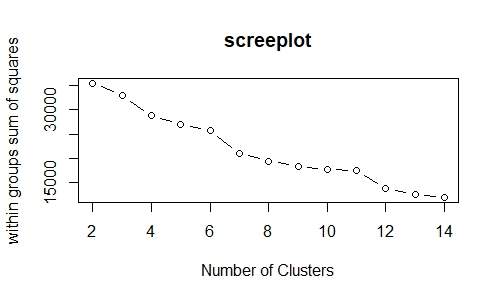 screeplot
within groups sum of squares
30000
15000
2 4 6 8 10 12 14
Number of Clusters